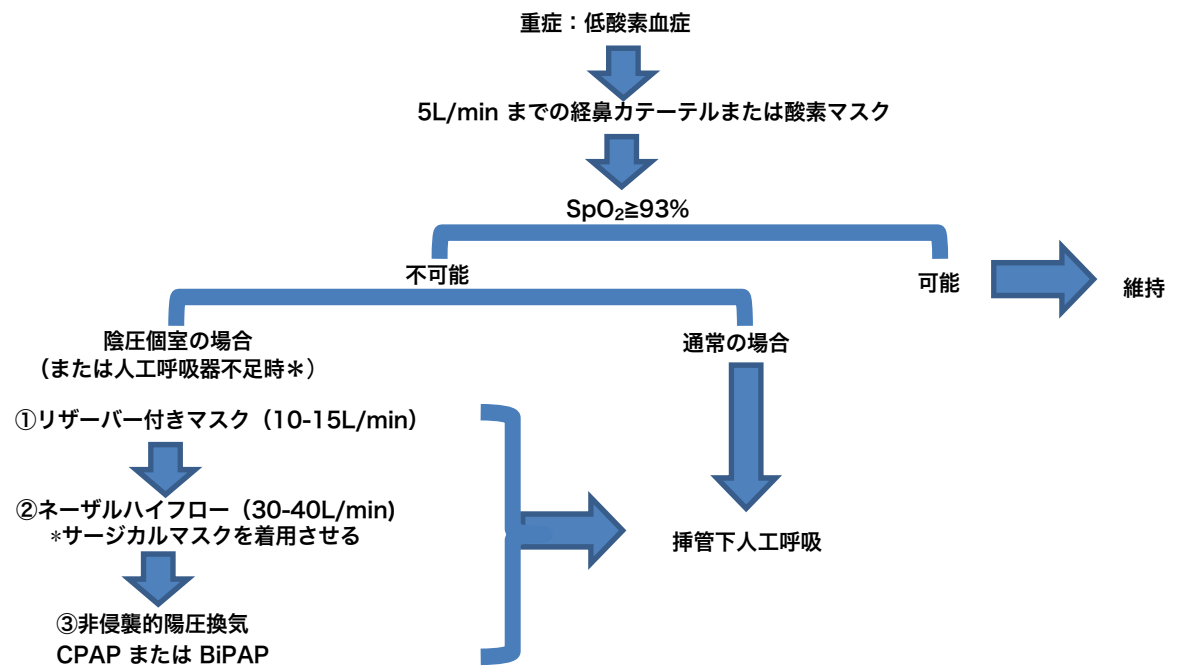 重症：低酸素血症
5L/min までの経鼻カテーテルまたは酸素マスク
SpO₂≧93%
不可能
可能
維持
陰圧個室の場合
（または人工呼吸器不足時＊）
通常の場合
①リザーバー付きマスク（10-15L/min）
②ネーザルハイフロー（30-40L/min)
*サージカルマスクを着用させる
挿管下人工呼吸
③非侵襲的陽圧換気
CPAP または BiPAP